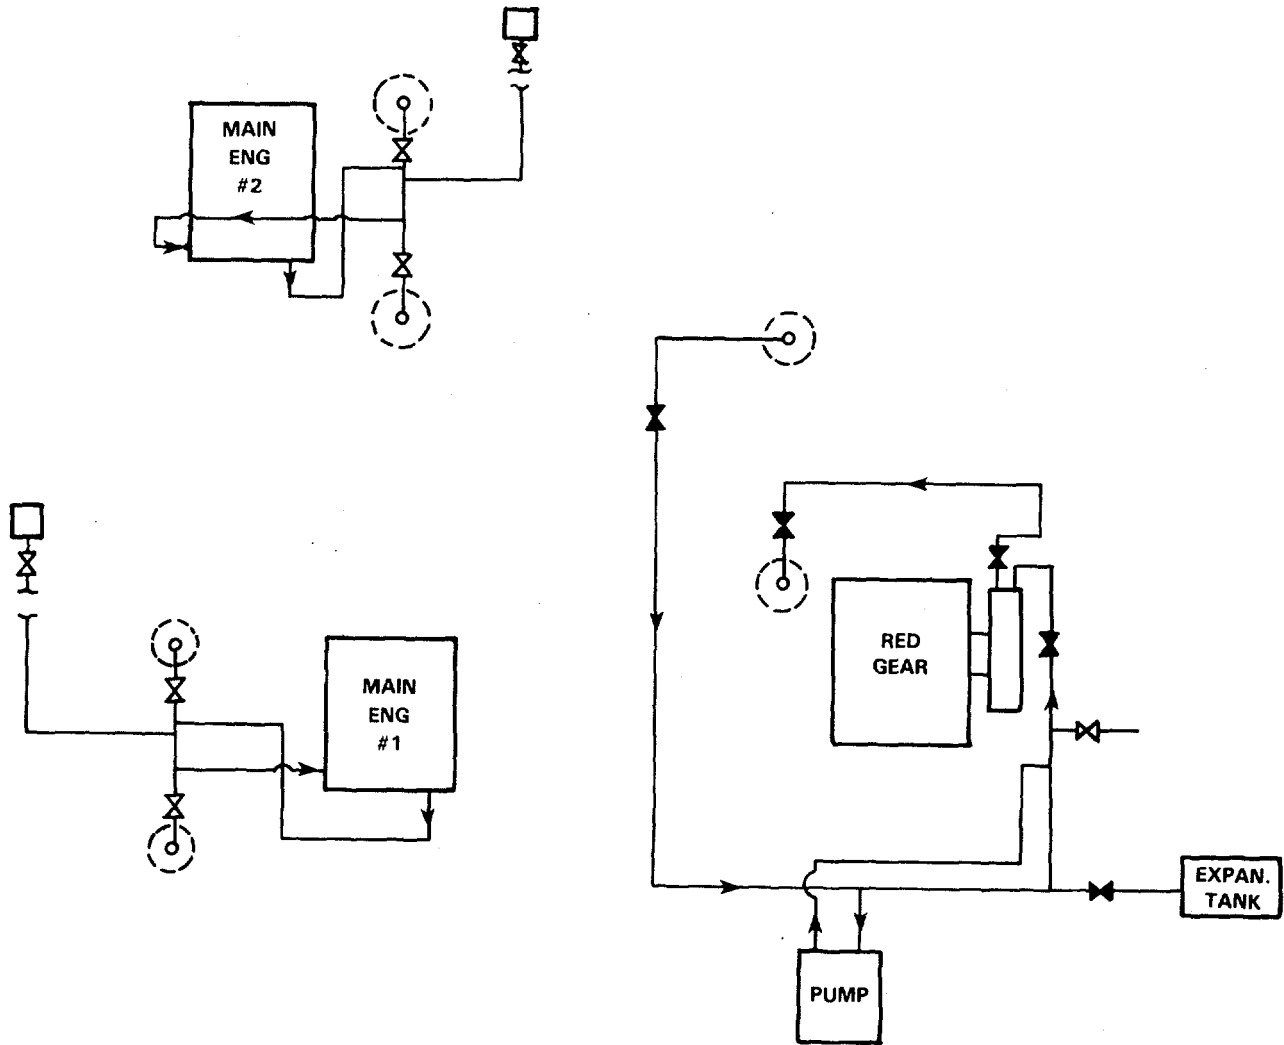 MAIN
ENG
#2
MAIN
ENG
#1
RED
GEAR
EXPAN.
TANK
PUMP